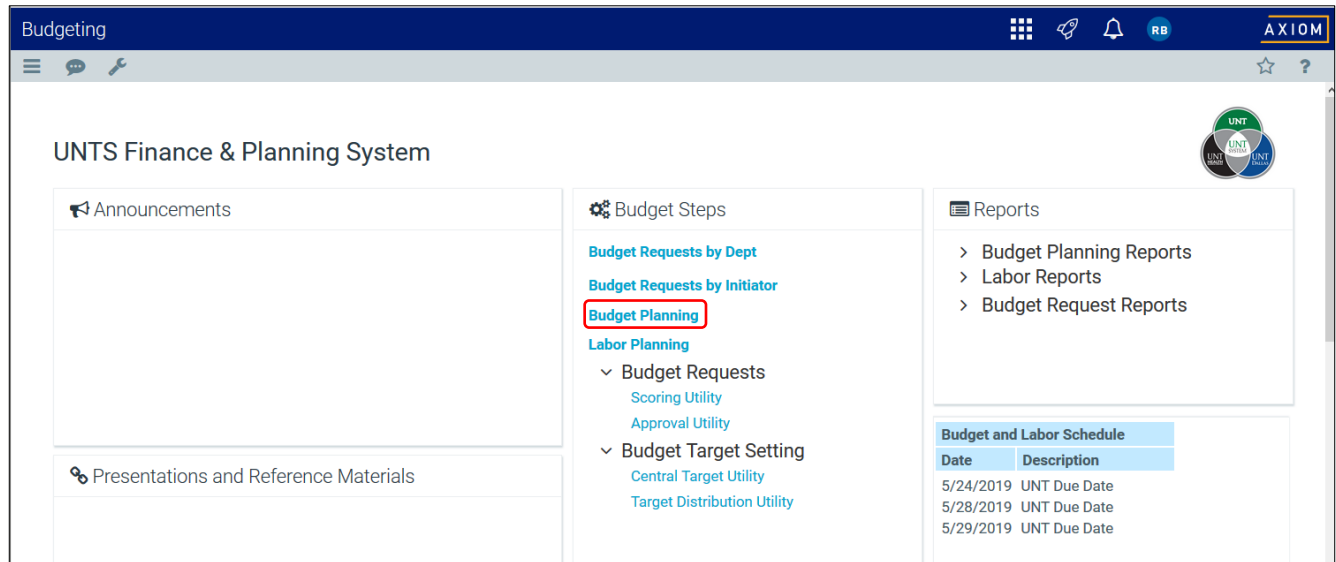 Budgeting
RB
AXIOM
?
UNTS Finance & Planning System
UNT
UNT
HEALTH
UNT
SYSTEM
UNT
DALLAS
Announcements
Presentations and Reference Materials
Budget Steps
Budget Requests by Dept
Budget Requests by Initiator
Budget Planning
Labor Planning
Budget Requests
Scoring Utility
Approval Utility
Budget Target Setting
Central Target Utility
Target Distribution Utility
Reports
Budget Planning Reports
Labor Reports
Budget Request Reports
Budget and Labor Schedule
Date Description
5/24/2019 UNT Due Date
5/28/2019 UNT Due Date
5/29/2019 UNT Due Date